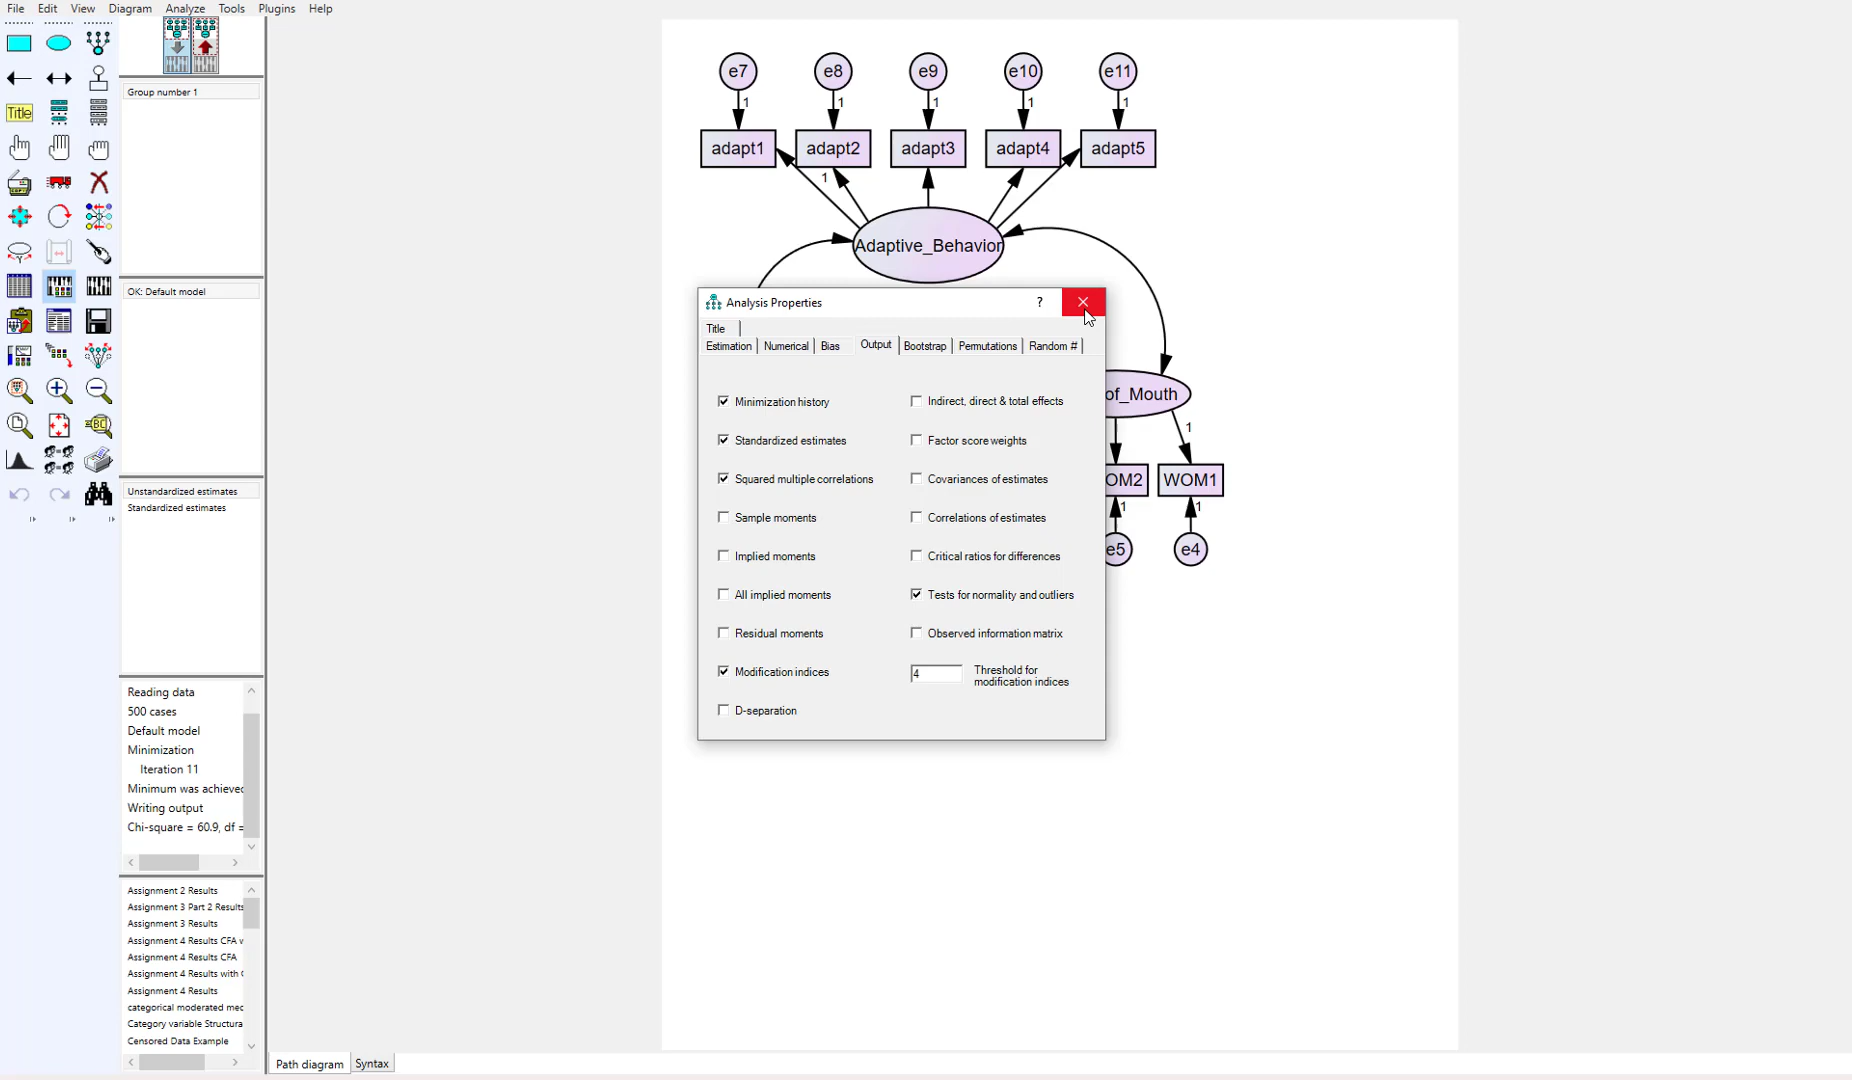 File Edit View Diagram Analyze Tools Plugins Help
Title
Group number 1
OK: Default model
Unstandardized estimates
Standardized estimates
Reading data
500 cases
Default model
Minimization
Iteration 11
Minimum was achieved
Writing output
Chi-square = 60.9, df =
Assignment 2 Results
Assignment 3 Part 2 Results
Assignment 3 Results
Assignment 4 Results CFA w
Assignment 4 Results CFA
Assignment 4 Results with C
Assignment 4 Results
categorical moderated med
Category variable Structura
Censored Data Example
Path diagram Syntax
e7 e8 e9 e10 e11
1 1 1 1 1
adapt1 adapt2 adapt3 adapt4 adapt5
1
Adaptive_Behavior
of_Mouth
1
OM2 WOM1
1 1
e5 e4
Analysis Properties ?
Title
Estimation Numerical Bias Output Bootstrap Permutations Random #
Minimization history
Standardized estimates
Squared multiple correlations
Sample moments
Implied moments
All implied moments
Residual moments
Modification indices
D-separation
Indirect, direct & total effects
Factor score weights
Covariances of estimates
Correlations of estimates
Critical ratios for differences
Tests for normality and outliers
Observed information matrix
4 Threshold for
modification indices